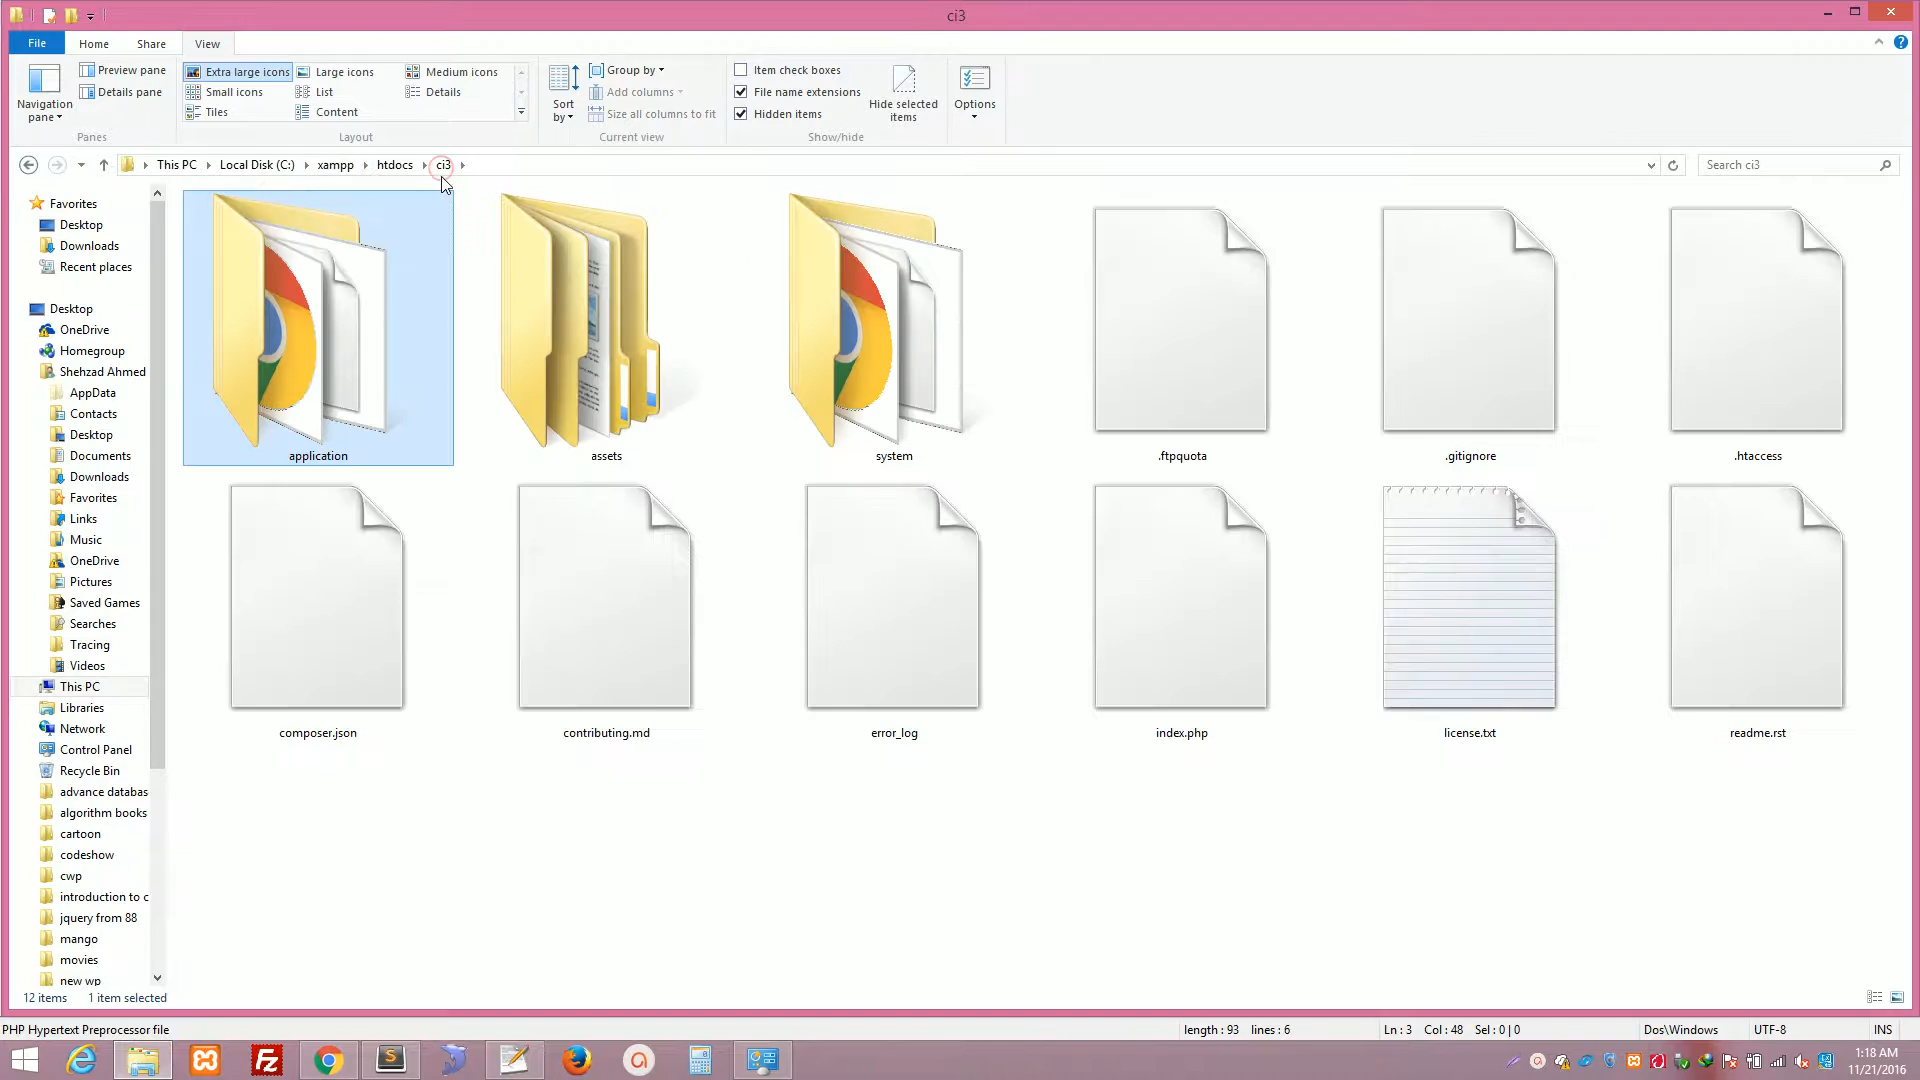 ci3
File Home Share View
Navigation pane
Preview pane
Details pane
Panes
Extra large icons Large icons Medium icons
Small icons List Details
Tiles Content
Layout
Sort by
Group by
Add columns
Size all columns to fit
Current view
Item check boxes
File name extensions
Hidden items
Hide selected items
Show/hide
Options
This PC Local Disk (C:) xampp htdocs ci3
Search ci3
Favorites
Desktop
Downloads
Recent places
Desktop
OneDrive
Homegroup
Shehzad Ahmed
AppData
Contacts
Desktop
Documents
Downloads
Favorites
Links
Music
OneDrive
Pictures
Saved Games
Searches
Tracing
Videos
This PC
Libraries
Network
Control Panel
Recycle Bin
advance databas
algorithm books
cartoon
codeshow
cwp
introduction to c
jquery from 88
mango
movies
new wp
application assets system .ftpquota .gitignore .htaccess
composer.json contributing.md error_log index.php license.txt readme.rst
12 items 1 item selected
PHP Hypertext Preprocessor file length : 93 lines : 6 Ln : 3 Col : 48 Sel : 0 | 0 Dos\Windows UTF-8 INS
1:18 AM
11/21/2016